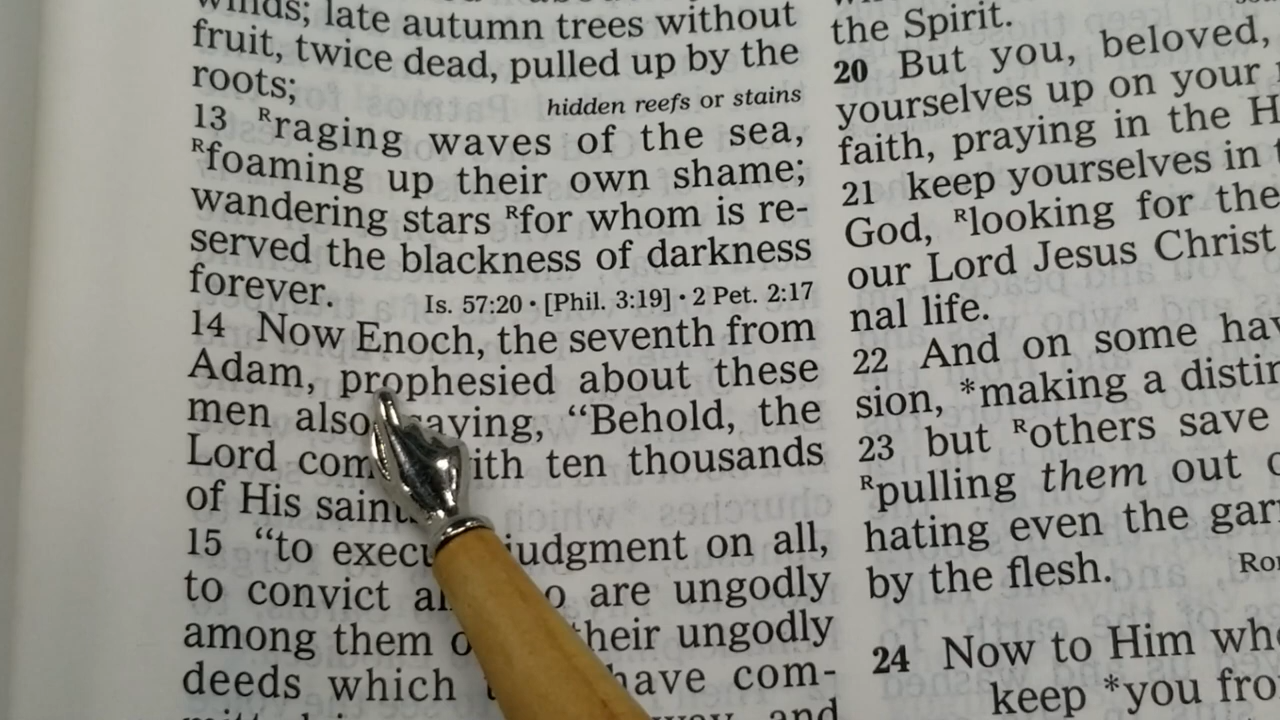 winds; late autumn trees without
fruit, twice dead, pulled up by the
roots;
hidden reefs or stains
13 ᴿraging waves of the sea,
ᴿfoaming up their own shame;
wandering stars ᴿfor whom is re-
served the blackness of darkness
forever.
Is. 57:20 • [Phil. 3:19] • 2 Pet. 2:17
14 Now Enoch, the seventh from
Adam, prophesied about these
men also, saying, “Behold, the
Lord with ten thousands
of His saints
15 “to execute judgment on all,
to convict are ungodly
among them their ungodly
deeds which have com-
and
the Spirit.
20 But you, beloved,
yourselves up on your
faith, praying in the H
21 keep yourselves in t
God, ᴿlooking for the
our Lord Jesus Christ
nal life.
22 And on some hav
sion, *making a distin
23 but ᴿothers save
ᴿpulling them out o
hating even the gar
by the flesh.
Ro
24 Now to Him who
keep *you fro